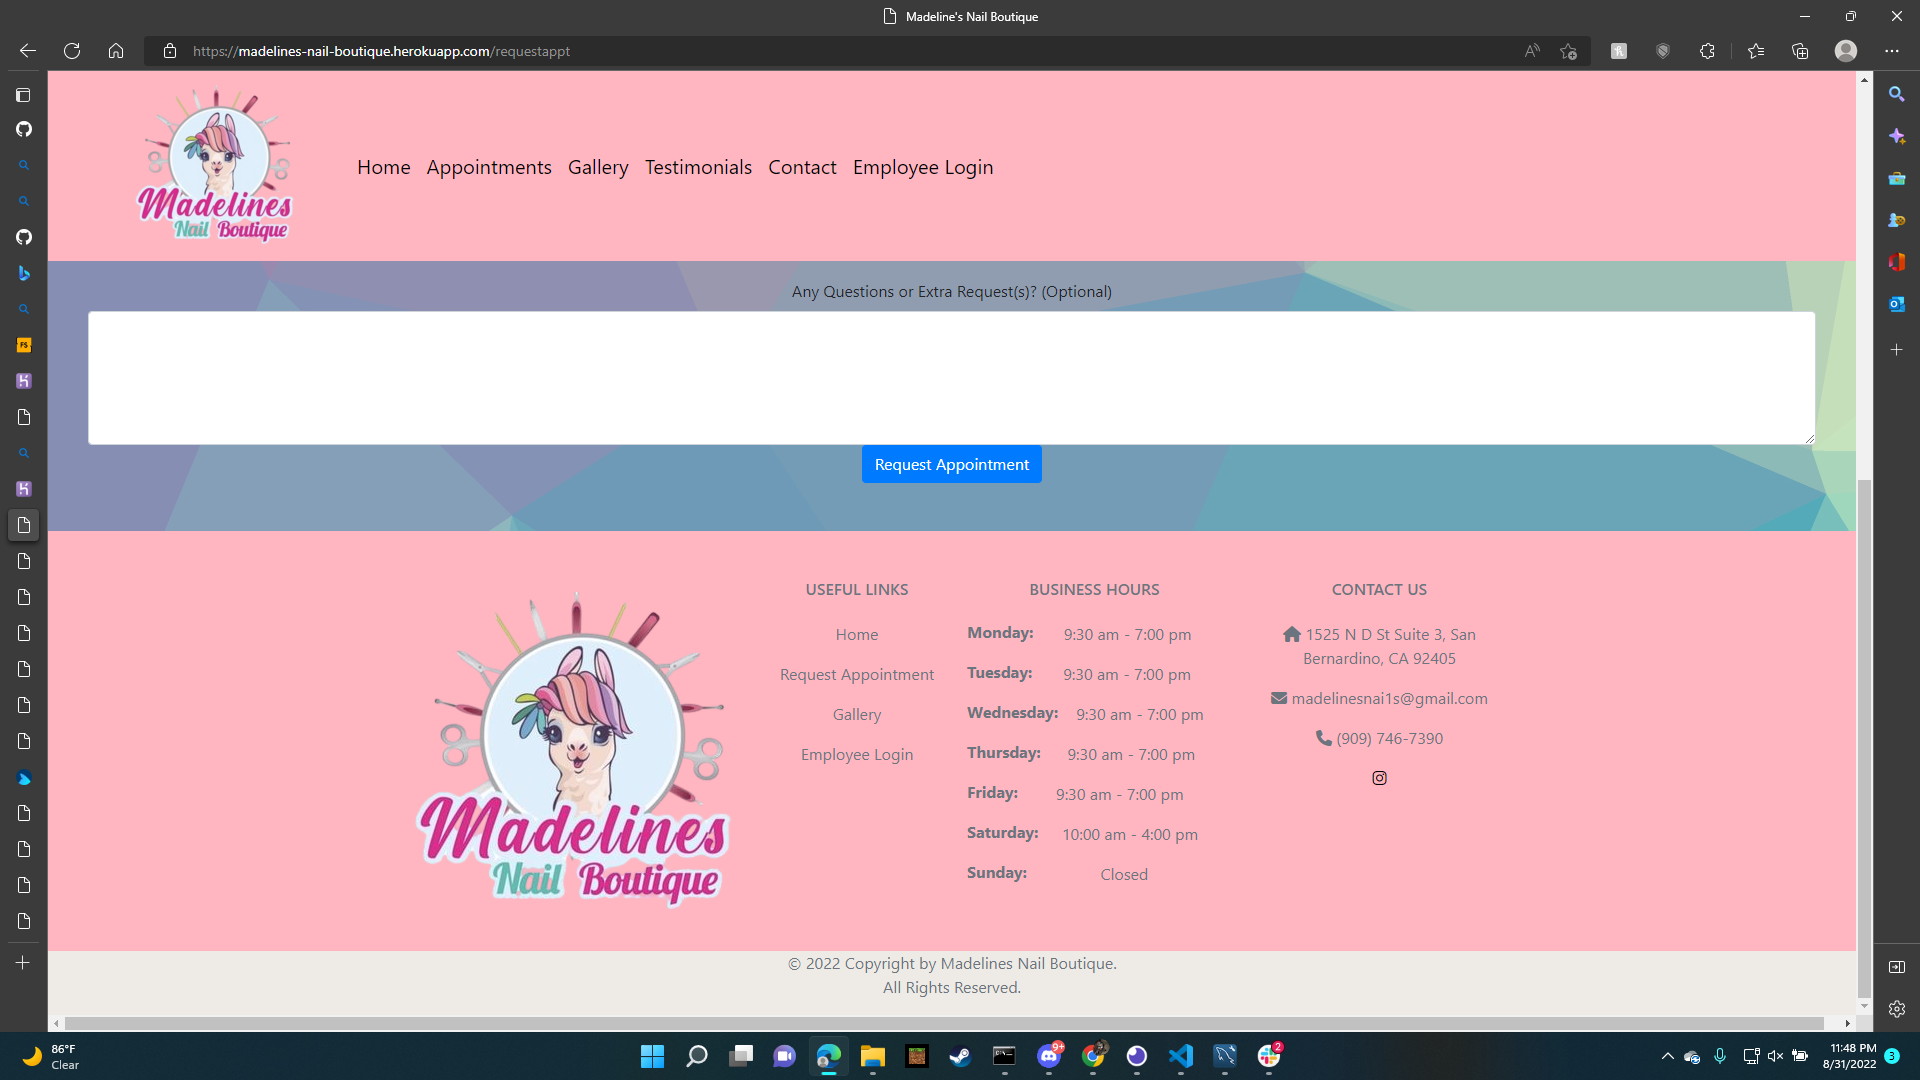 Madeline's Nail Boutique
https://madelines-nail-boutique.herokuapp.com/requestappt
Madelines
Nail Boutique
Home Appointments Gallery Testimonials Contact Employee Login
Any Questions or Extra Request(s)? (Optional)
Request Appointment
Madelines
Nail Boutique
USEFUL LINKS
Home
Request Appointment
Gallery
Employee Login
BUSINESS HOURS
Monday: 9:30 am - 7:00 pm
Tuesday: 9:30 am - 7:00 pm
Wednesday: 9:30 am - 7:00 pm
Thursday: 9:30 am - 7:00 pm
Friday: 9:30 am - 7:00 pm
Saturday: 10:00 am - 4:00 pm
Sunday: Closed
CONTACT US
1525 N D St Suite 3, San
Bernardino, CA 92405
madelinesnai1s@gmail.com
(909) 746-7390
© 2022 Copyright by Madelines Nail Boutique.
All Rights Reserved.
86°F
Clear
9+
2
11:48 PM
8/31/2022
3